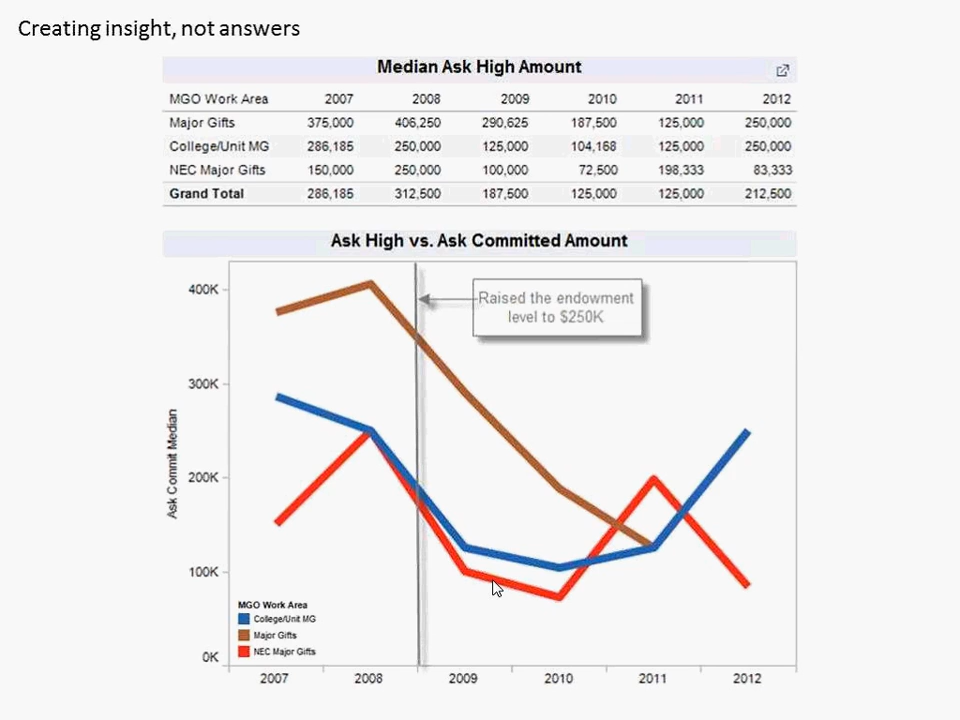 Creating insight, not answers
Median Ask High Amount
MGO Work Area 2007 2008 2009 2010 2011 2012
Major Gifts 375,000 406,250 290,625 187,500 125,000 250,000
College/Unit MG 286,185 250,000 125,000 104,168 125,000 250,000
NEC Major Gifts 150,000 250,000 100,000 72,500 198,333 83,333
Grand Total 286,185 312,500 187,500 125,000 125,000 212,500
Ask High vs. Ask Committed Amount
400K
Raised the endowment
level to $250K
300K
200K
100K
0K
Ask Commit Median
MGO Work Area
College/Unit MG
Major Gifts
NEC Major Gifts
2007 2008 2009 2010 2011 2012